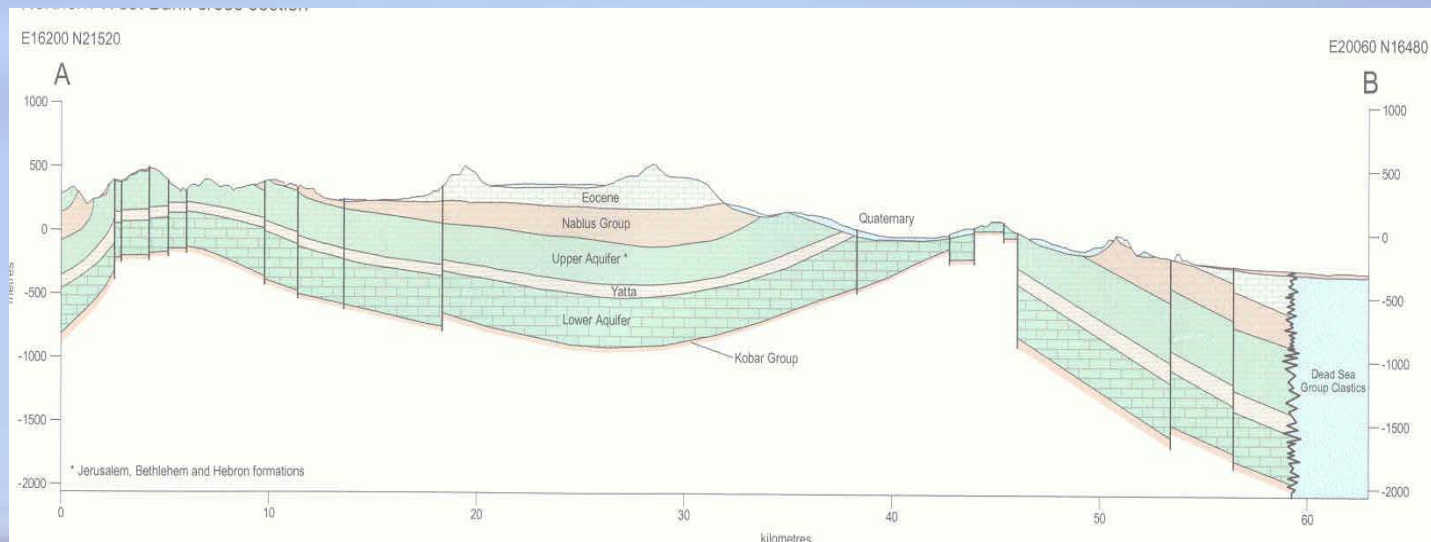 E16200 N21520
E20060 N16480
A
B
1000
500
0
-500
-1000
-1500
-2000
metres
1000
500
0
-500
-1000
-1500
-2000
Eocene
Nablus Group
Quaternary
Upper Aquifer *
Yatta
Lower Aquifer
Kobar Group
Dead Sea
Group Clastics
* Jerusalem, Bethlehem and Hebron formations
0
10
20
30
40
50
60
kilometres